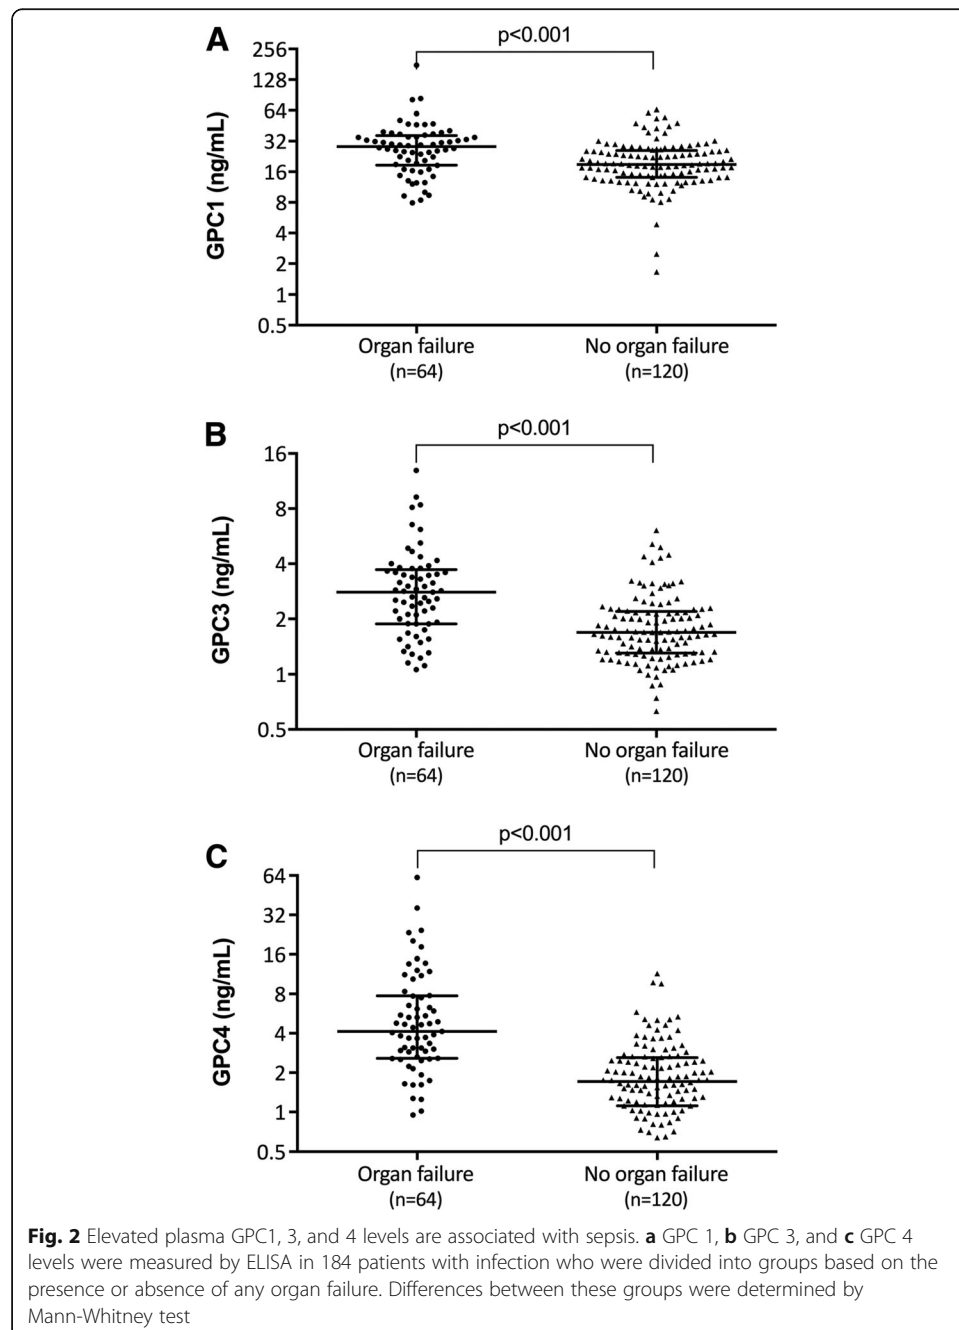 A
p<0.001
256
128
64
32
16
8
4
2
1
0.5
GPC1 (ng/mL)
Organ failure
(n=64)
No organ failure
(n=120)
B
p<0.001
16
8
4
2
1
0.5
GPC3 (ng/mL)
Organ failure
(n=64)
No organ failure
(n=120)
C
p<0.001
64
32
16
8
4
2
1
0.5
GPC4 (ng/mL)
Organ failure
(n=64)
No organ failure
(n=120)
Fig. 2 Elevated plasma GPC1, 3, and 4 levels are associated with sepsis. a GPC 1, b GPC 3, and c GPC 4
levels were measured by ELISA in 184 patients with infection who were divided into groups based on the
presence or absence of any organ failure. Differences between these groups were determined by
Mann-Whitney test